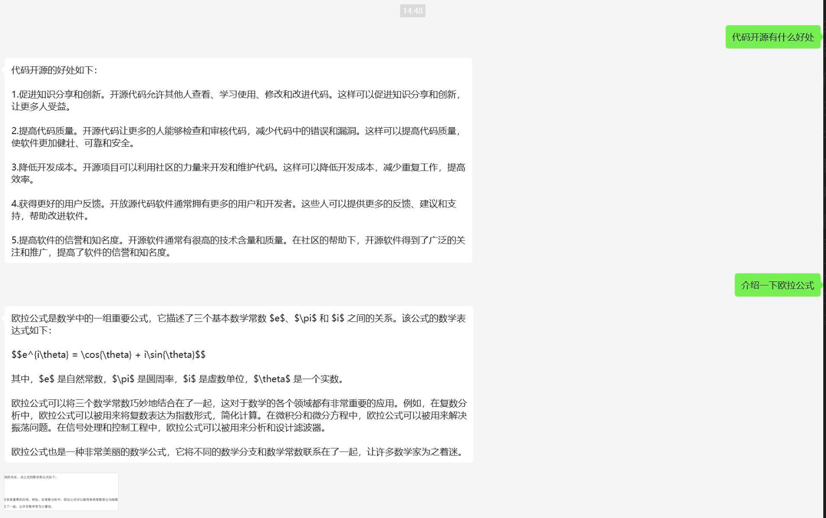 14:48
代码开源有什么好处
代码开源的好处如下：
1.促进知识分享和创新。开源代码允许其他人查看、学习使用、修改和改进代码。这样可以促进知识分享和创新，
让更多人受益。
2.提高代码质量。开源代码让更多的人能够检查和审核代码，减少代码中的错误和漏洞。这样可以提高代码质量，
使软件更加健壮、可靠和安全。
3.降低开发成本。开源项目可以利用社区的力量来开发和维护代码。这样可以降低开发成本，减少重复工作，提高
效率。
4.获得更好的用户反馈。开放源代码软件通常拥有更多的用户和开发者。这些人可以提供更多的反馈、建议和支
持，帮助改进软件。
5.提高软件的信誉和知名度。开源软件通常有很高的技术含量和质量。在社区的帮助下，开源软件得到了广泛的关
注和推广，提高了软件的信誉和知名度。
介绍一下欧拉公式
欧拉公式是数学中的一组重要公式，它描述了三个基本数学常数 $e$、$\pi$ 和 $i$ 之间的关系。该公式的数学表
达式如下：
$$e^{i\theta} = \cos(\theta) + i\sin(\theta)$$
其中，$e$ 是自然常数，$\pi$ 是圆周率，$i$ 是虚数单位，$\theta$ 是一个实数。
欧拉公式可以将三个数学常数巧妙地结合在了一起，这对于数学的各个领域都有非常重要的应用。例如，在复数分
析中，欧拉公式可以被用来将复数表达为指数形式，简化计算。在微积分和微分方程中，欧拉公式可以被用来解决
振荡问题。在信号处理和控制工程中，欧拉公式可以被用来分析和设计滤波器。
欧拉公式也是一种非常美丽的数学公式，它将不同的数学分支和数学常数联系在了一起，让许多数学家为之着迷。